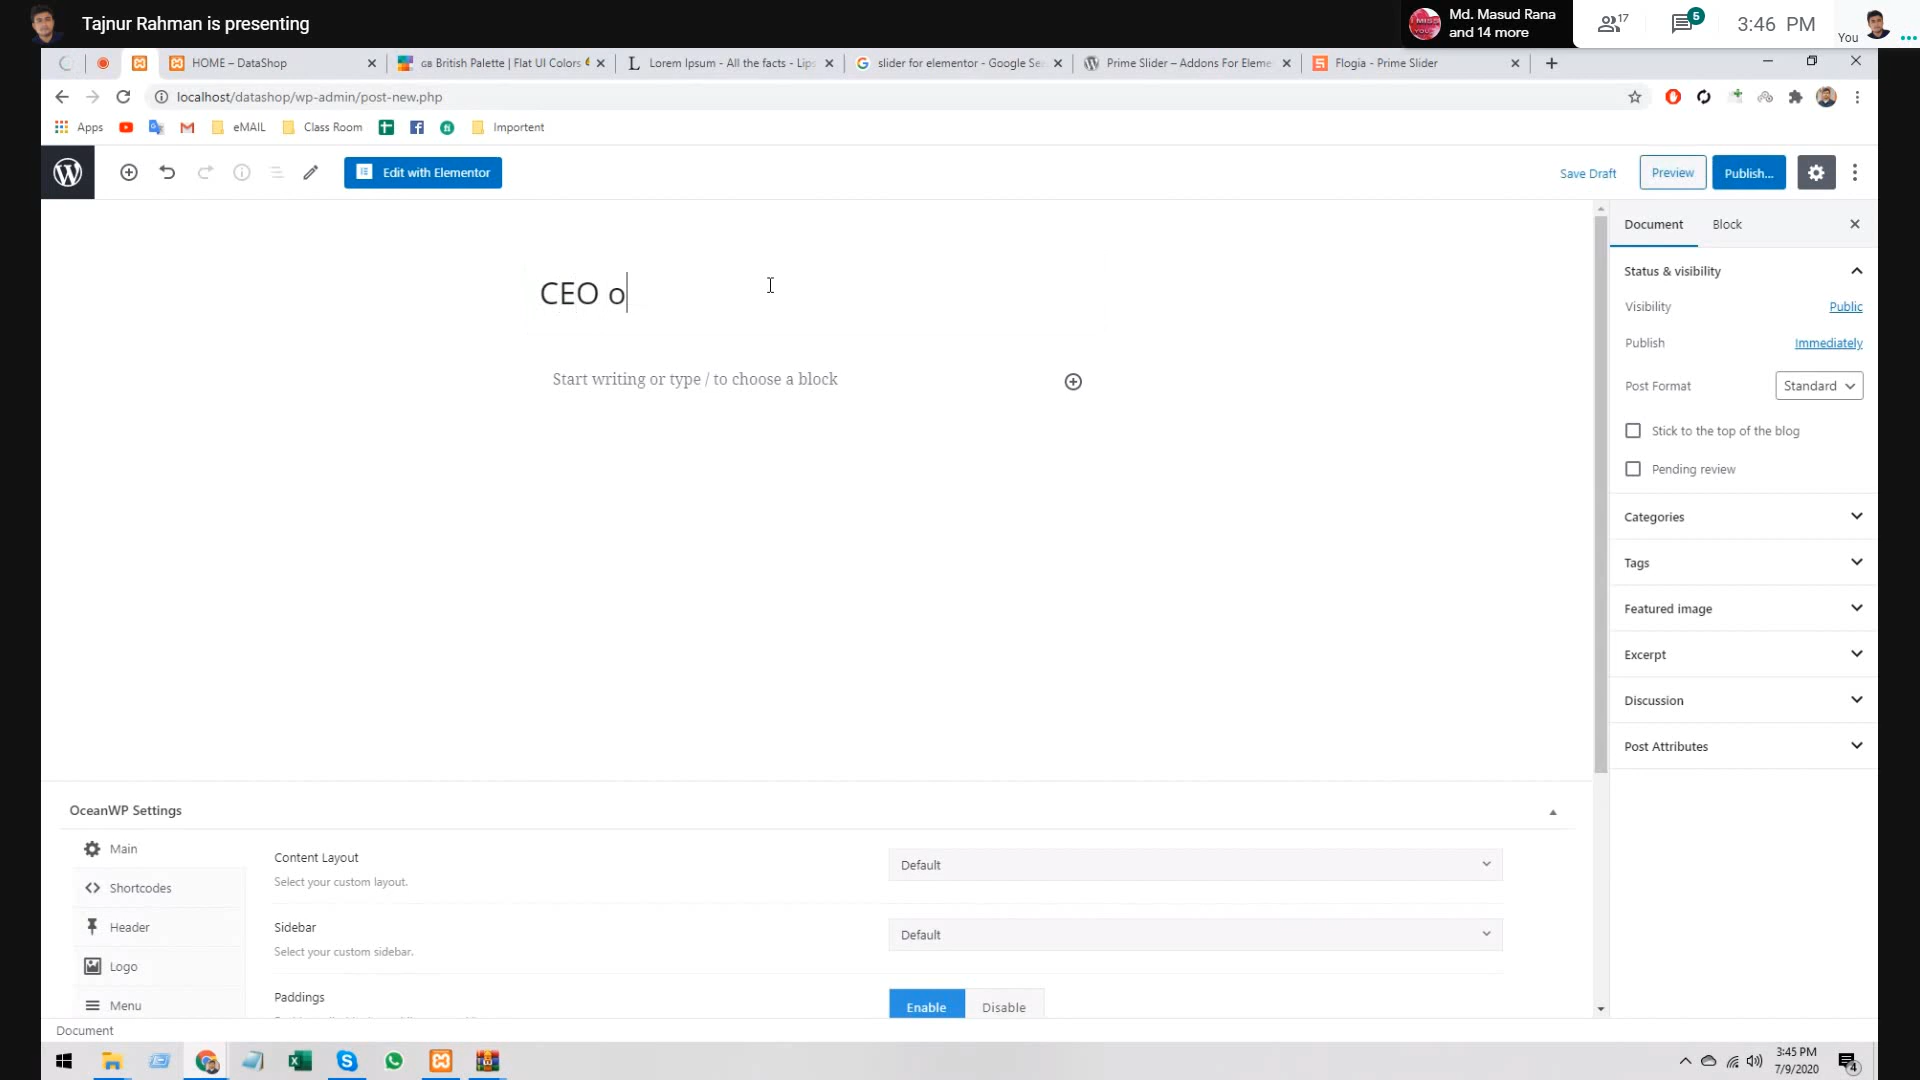 Tajnur Rahman is presenting
Md. Masud Rana
and 14 more
17
5
3:46 PM
You
HOME – DataShop
GB British Palette | Flat UI Colors
Lorem Ipsum - All the facts - Lips
slider for elementor - Google Sea
Prime Slider – Addons For Eleme
Flogia - Prime Slider
localhost/datashop/wp-admin/post-new.php
Apps
eMAIL
Class Room
Importent
Edit with Elementor
Save Draft
Preview
Publish...
CEO o
Start writing or type / to choose a block
Document
Block
Status & visibility
Visibility
Public
Publish
Immediately
Post Format
Standard
Stick to the top of the blog
Pending review
Categories
Tags
Featured image
Excerpt
Discussion
Post Attributes
OceanWP Settings
Main
Shortcodes
Header
Logo
Menu
Content Layout
Select your custom layout.
Default
Sidebar
Select your custom sidebar.
Default
Paddings
Enable
Disable
Document
3:45 PM
7/9/2020
4